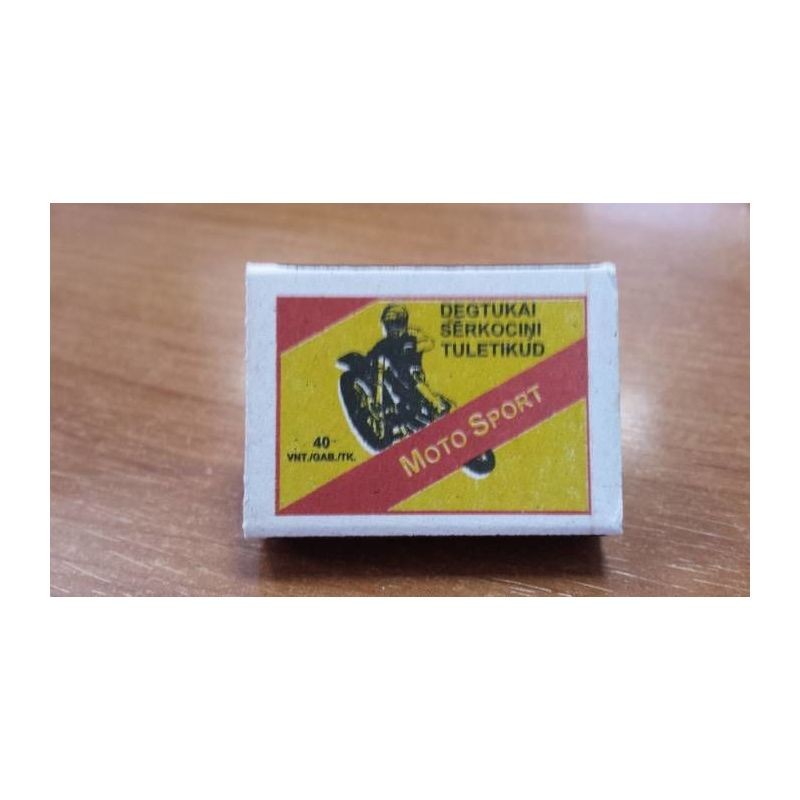 DEGTUKAI
SĒRKOCIŅI
TULETIKUD
MOTO SPORT
40
VNT./GAB./TK.